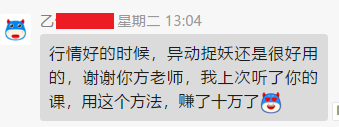 乙 星期二 13:04
行情好的时候，异动捉妖还是很好用
的，谢谢你方老师，我上次听了你的
课，用这个方法，赚了十万了